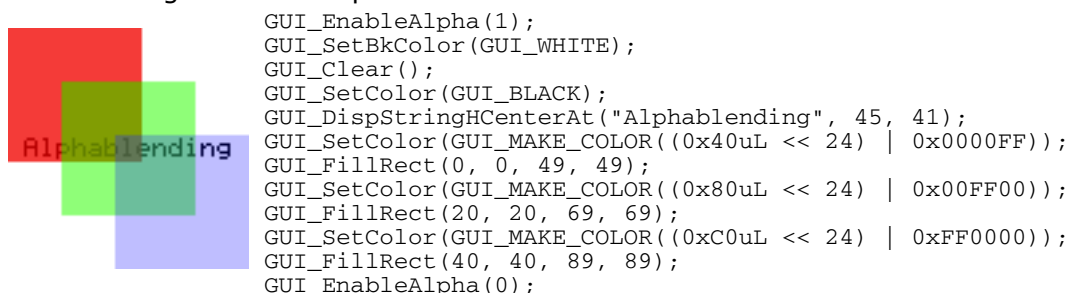 GUI_EnableAlpha(1);
GUI_SetBkColor(GUI_WHITE);
GUI_Clear();
GUI_SetColor(GUI_BLACK);
GUI_DispStringHCenterAt("Alphablending", 45, 41);
GUI_SetColor(GUI_MAKE_COLOR((0x40uL << 24) | 0x0000FF));
GUI_FillRect(0, 0, 49, 49);
GUI_SetColor(GUI_MAKE_COLOR((0x80uL << 24) | 0x00FF00));
GUI_FillRect(20, 20, 69, 69);
GUI_SetColor(GUI_MAKE_COLOR((0xC0uL << 24) | 0xFF0000));
GUI_FillRect(40, 40, 89, 89);
GUI_EnableAlpha(0);
Alphablending